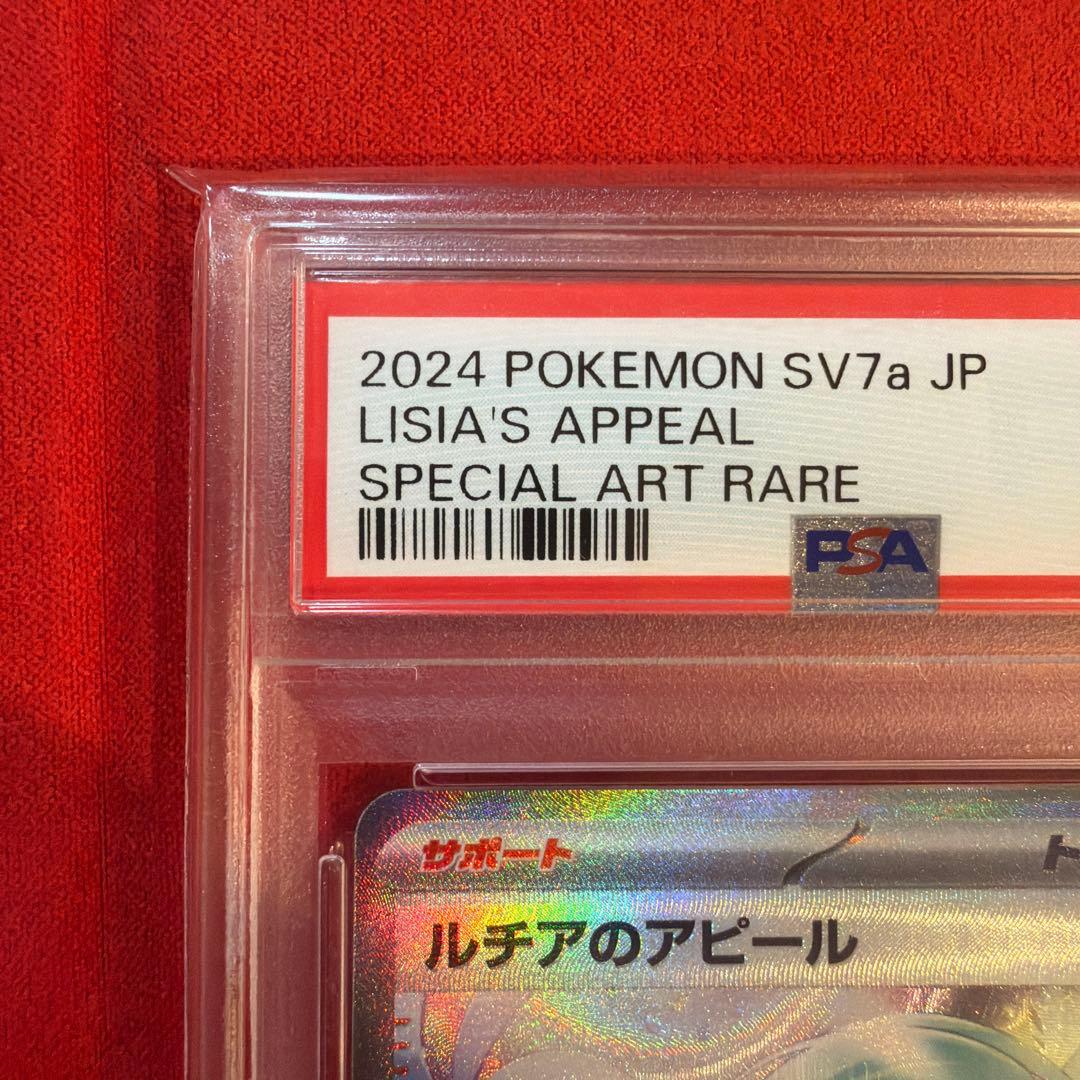 2024 POKEMON SV7a JP
LISIA'S APPEAL
SPECIAL ART RARE
PSA
サポート
ト
ルチアのアピール